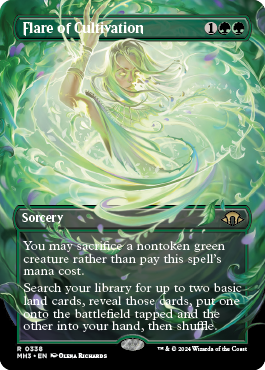 Flare of Cultivation 1
Sorcery
You may sacrifice a nontoken green
creature rather than pay this spell's
mana cost.
Search your library for up to two basic
land cards, reveal those cards, put one
onto the battlefield tapped and the
other into your hand, then shuffle.
R 0338
MH3 • EN OLENA RICHARDS
™ & © 2024 Wizards of the Coast